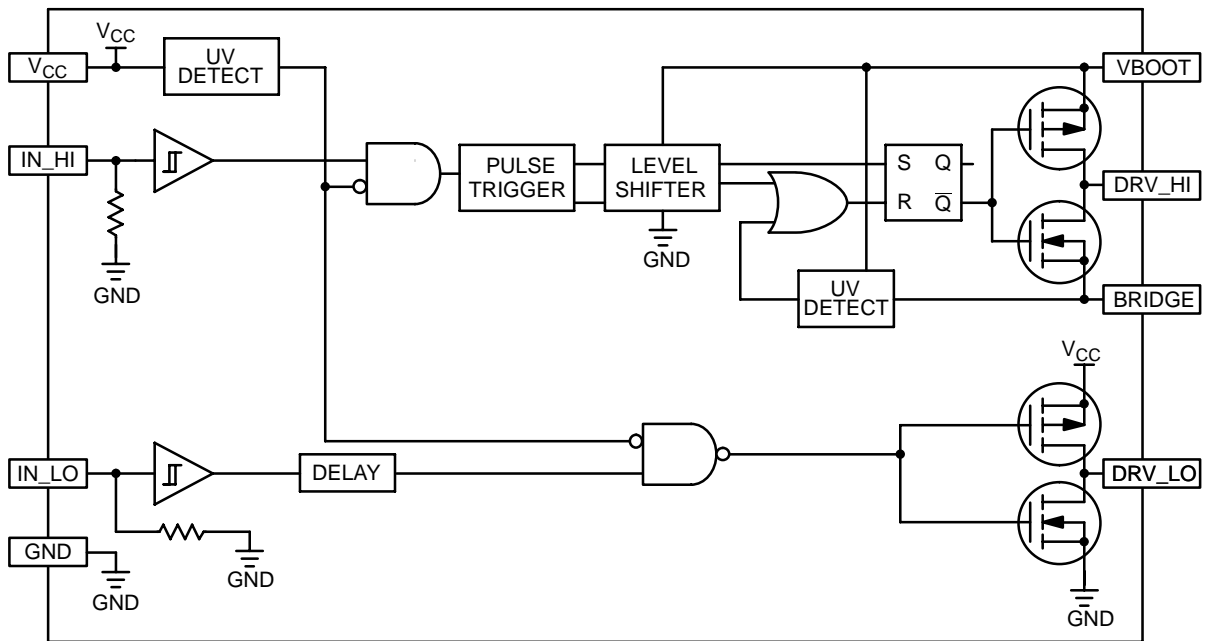 VCC
VCC
UV
DETECT
VBOOT
IN_HI
PULSE
TRIGGER
LEVEL
SHIFTER
S Q
R Q̅
DRV_HI
GND
GND
UV
DETECT
BRIDGE
VCC
IN_LO
DELAY
DRV_LO
GND
GND
GND
GND